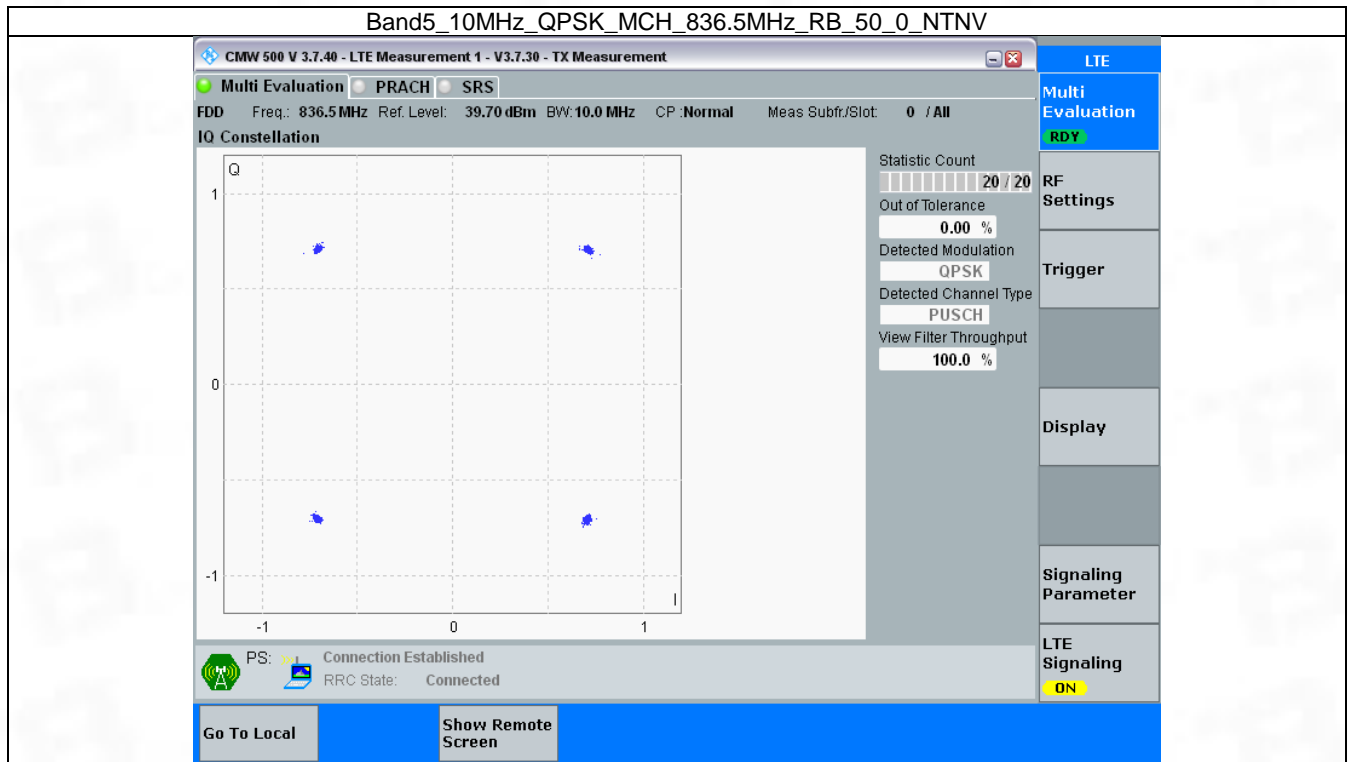 Band5_10MHz_QPSK_MCH_836.5MHz_RB_50_0_NTNV
CMW 500 V 3.7.40 - LTE Measurement 1 - V3.7.30 - TX Measurement
LTE
Multi Evaluation PRACH SRS
FDD Freq.: 836.5 MHz Ref. Level: 39.70 dBm BW: 10.0 MHz CP :Normal Meas Subfr./Slot: 0 / All
IQ Constellation
Q
1
0
-1
I
-1 0 1
Statistic Count
20 / 20
Out of Tolerance
0.00 %
Detected Modulation
QPSK
Detected Channel Type
PUSCH
View Filter Throughput
100.0 %
Multi
Evaluation
RDY
RF
Settings
Trigger
Display
Signaling
Parameter
LTE
Signaling
ON
PS: Connection Established
RRC State: Connected
Go To Local
Show Remote
Screen